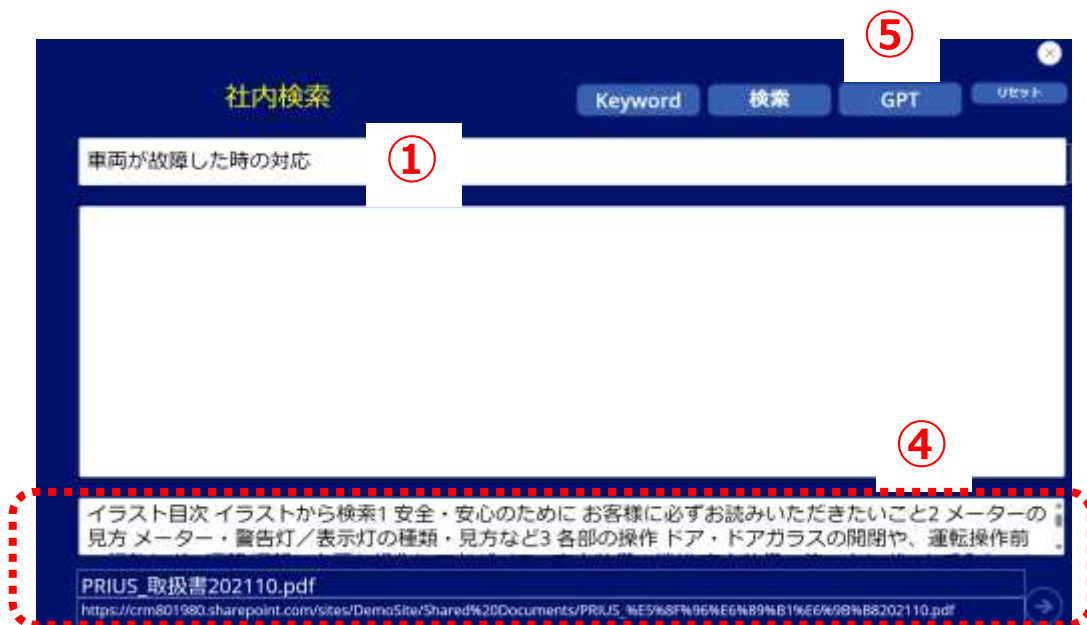 ⑤
社内検索
Keyword 検索 GPT リセット
車両が故障した時の対応 ①
④
イラスト目次 イラストから検索1 安全・安心のために お客様に必ずお読みいただきたいこと2 メーターの
見方 メーター・警告灯／表示灯の種類・見方など3 各部の操作 ドア・ドアガラスの開閉や、運転操作前
PRIUS_取扱書202110.pdf
https://crm801980.sharepoint.com/sites/DemoSite/Shared%20Documents/PRIUS_%E5%8F%96%E6%89%B1%E6%9B%B8202110.pdf